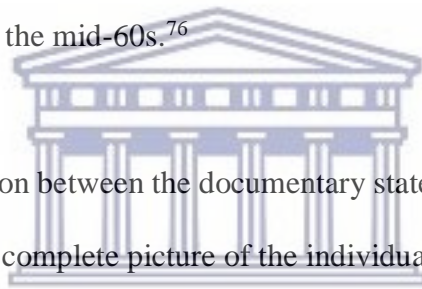 the mid-60s.76
on between the documentary state
complete picture of the individua